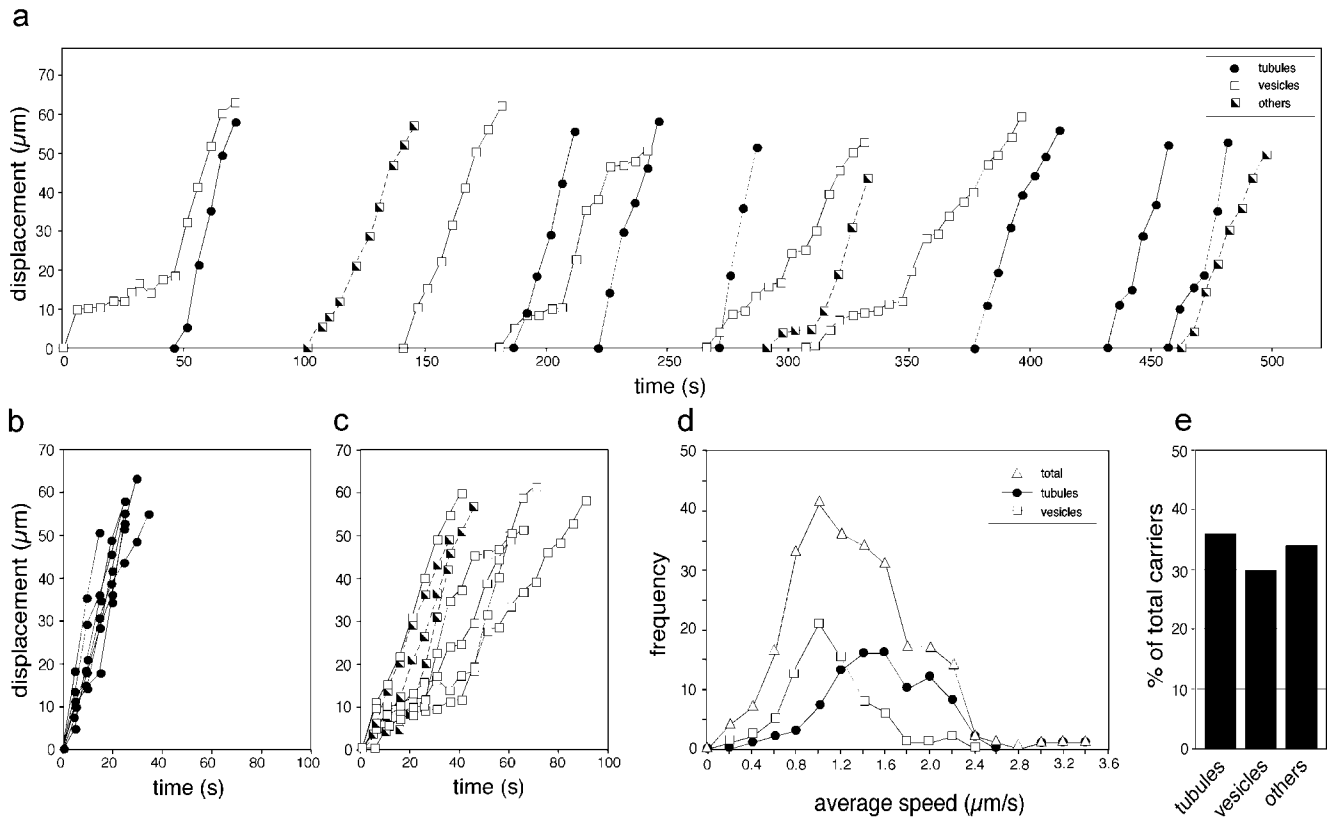 a
70
60
50
40
30
20
10
0
displacement (µm)
0 50 100 150 200 250 300 350 400 450 500
time (s)
tubules
vesicles
others
b
70
60
50
40
30
20
10
0
displacement (µm)
0 20 40 60 80 100
time (s)
c
70
60
50
40
30
20
10
0
0 20 40 60 80 100
time (s)
d
50
40
30
20
10
0
frequency
0 0.4 0.8 1.2 1.6 2.0 2.4 2.8 3.2 3.6
average speed (µm/s)
total
tubules
vesicles
e
50
40
30
20
10
0
% of total carriers
tubules
vesicles
others